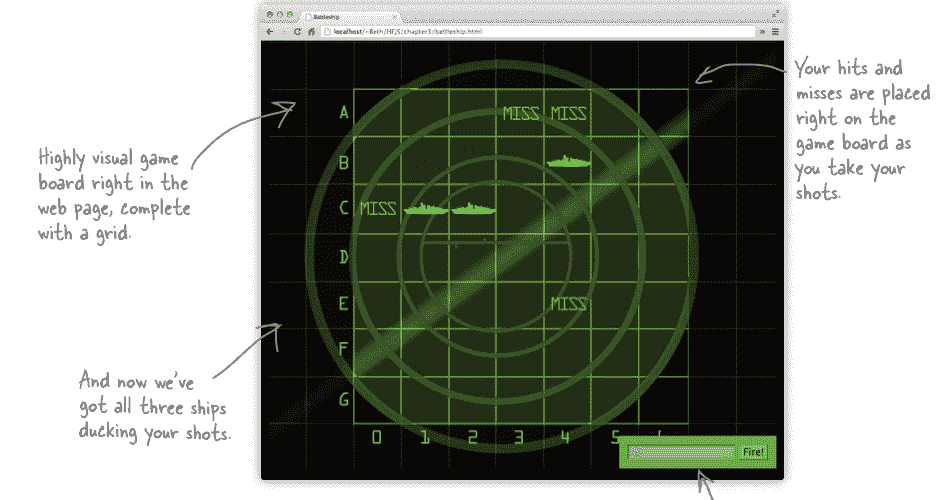 Battleship
localhost/~Beth/HFJS/chapter3/battleship.html
Your hits and
misses are placed
right on the
game board as
you take your
shots.
Highly visual game
board right in the
web page, complete
with a grid.
And now we've
got all three ships
ducking your shots.
A MISS MISS
B
C MISS
D
E MISS
F
G
0 1 2 3 4 5
Fire!